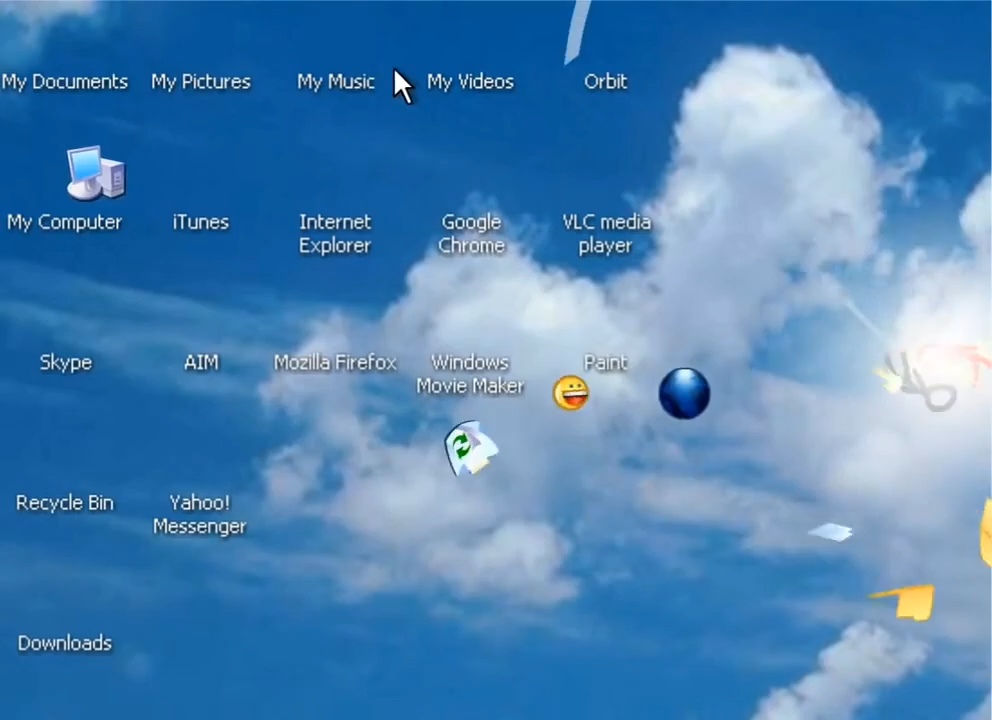 My Documents
My Pictures
My Music
My Videos
Orbit
My Computer
iTunes
Internet
Explorer
Google
Chrome
VLC media
player
Skype
AIM
Mozilla Firefox
Windows
Movie Maker
Paint
Recycle Bin
Yahoo!
Messenger
Downloads